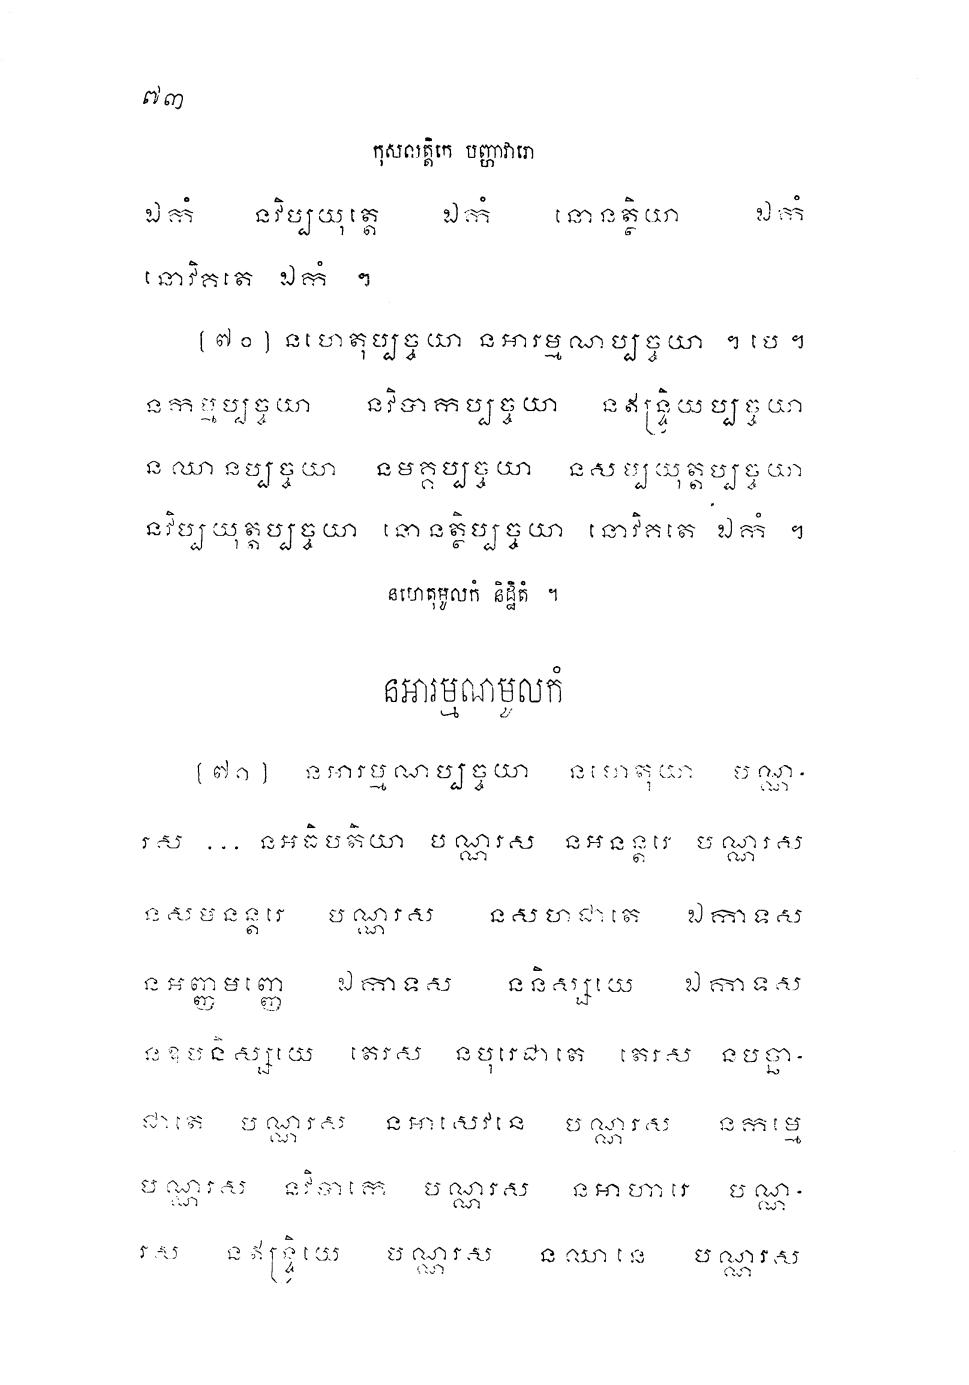 ៧៣
កុសលត្តិកេ បញ្ហាវារោ
ឯកំ នវិប្បយុត្តេ ឯកំ នោនត្ថិយា ឯកំ
នោវិគតេ ឯកំ ។
(៧០) នហេតុប្បច្ចយា នអារម្មណប្បច្ចយា ។ បេ ។
នកម្មប្បច្ចយា នវិបាកប្បច្ចយា នឥន្ទ្រិយប្បច្ចយា
នឈានប្បច្ចយា នមគ្គប្បច្ចយា នសម្បយុត្តប្បច្ចយា
នវិប្បយុត្តប្បច្ចយា នោនត្ថិប្បច្ចយា នោវិគតេ ឯកំ ។
នហេតុមូលកំ និដ្ឋិតំ ។
នអារម្មណមូលកំ
(៧១) នអារម្មណប្បច្ចយា នហេតុយា បណ្ណ-
រស ... នអធិបតិយា បណ្ណរស នអនន្តរេ បណ្ណរស
នសមនន្តរេ បណ្ណរស នសហជាតេ ឯកាទស
នអញ្ញមញ្ញេ ឯកាទស ននិស្សយេ ឯកាទស
នឧបនិស្សយេ តេរស នបុរេជាតេ តេរស នបច្ឆា-
ជាតេ បណ្ណរស នអាសេវនេ បណ្ណរស នកម្មេ
បណ្ណរស នវិបាកេ បណ្ណរស នអាហារេ បណ្ណ-
រស នឥន្ទ្រិយេ បណ្ណរស នឈានេ បណ្ណរស